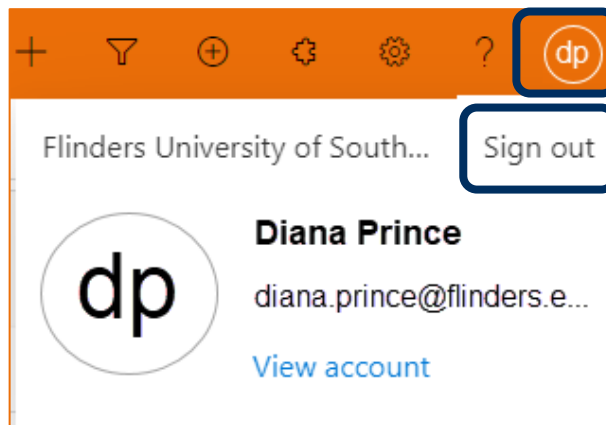 ? dp
Flinders University of South... Sign out
dp
Diana Prince
diana.prince@flinders.e...
View account